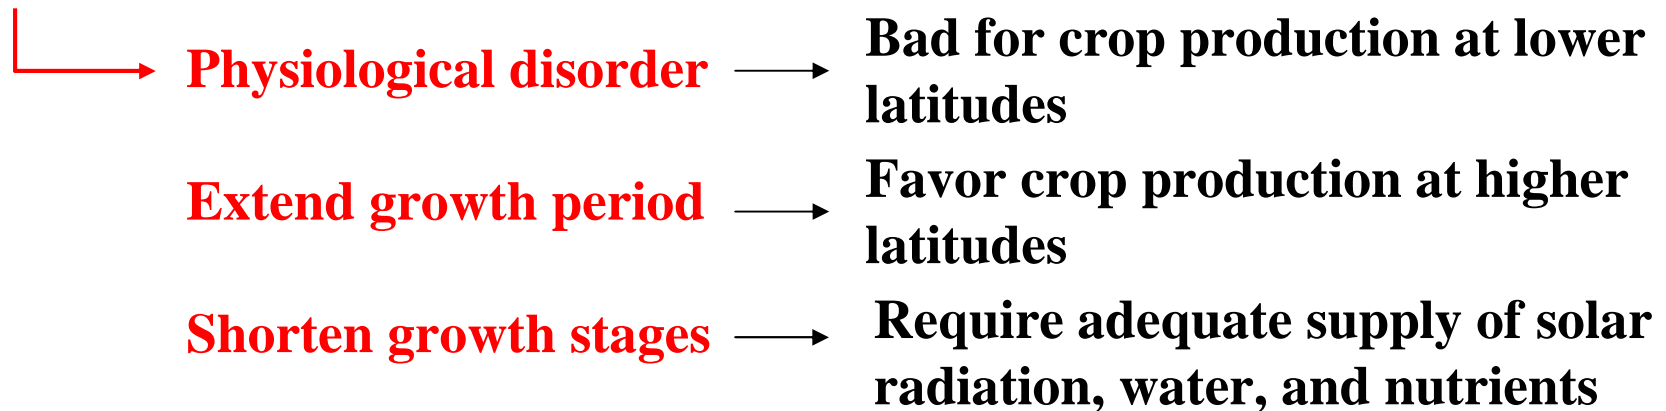 Physiological disorder
Bad for crop production at lower
latitudes
Extend growth period
Favor crop production at higher
latitudes
Shorten growth stages
Require adequate supply of solar
radiation, water, and nutrients